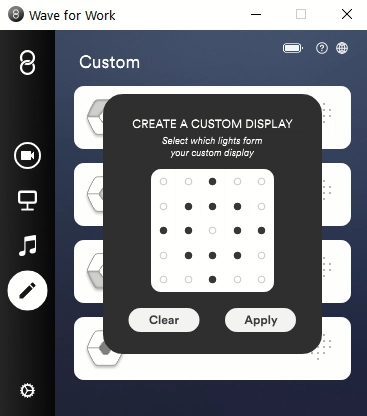 Wave for Work
Custom
CREATE A CUSTOM DISPLAY
Select which lights form
your custom display
Clear
Apply